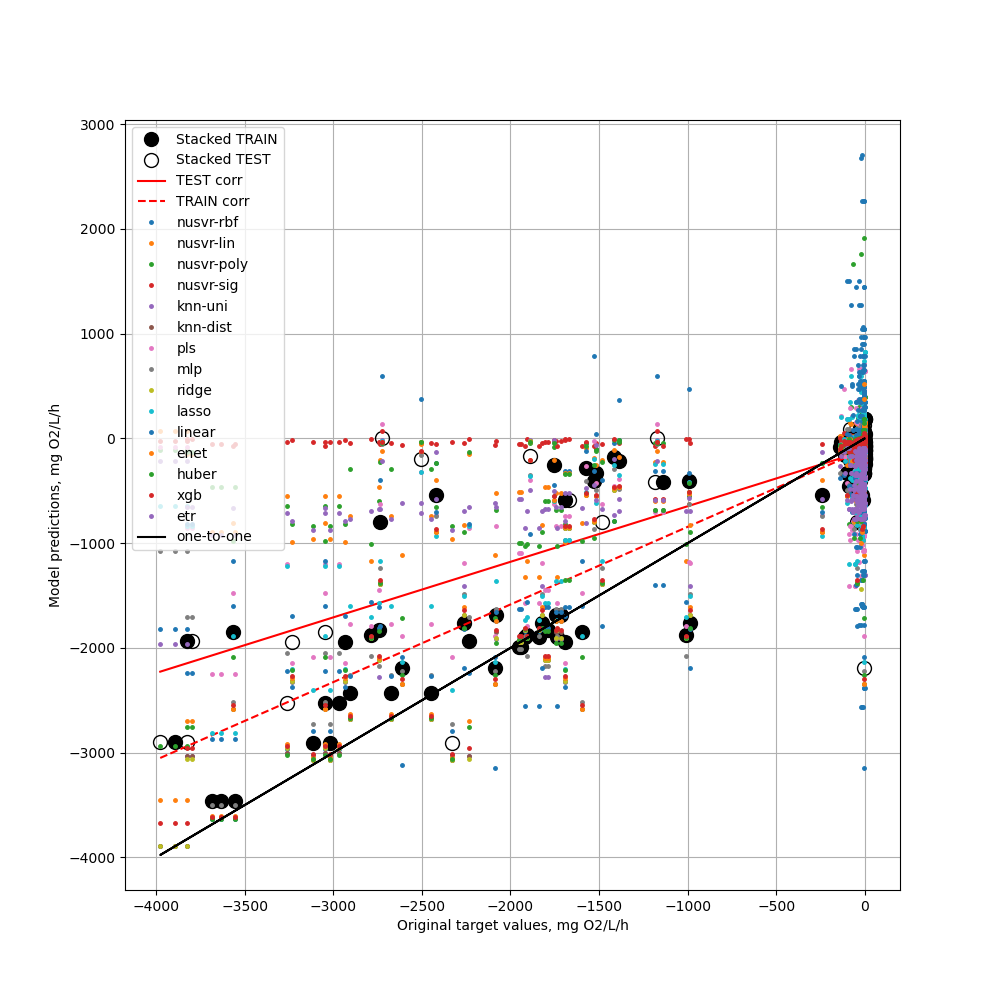 3000
2000
1000
0
−1000
−2000
−3000
−4000
Model predictions, mg O2/L/h
Stacked TRAIN
Stacked TEST
TEST corr
TRAIN corr
nusvr-rbf
nusvr-lin
nusvr-poly
nusvr-sig
knn-uni
knn-dist
pls
mlp
ridge
lasso
linear
enet
huber
xgb
etr
one-to-one
−4000 −3500 −3000 −2500 −2000 −1500 −1000 −500 0
Original target values, mg O2/L/h